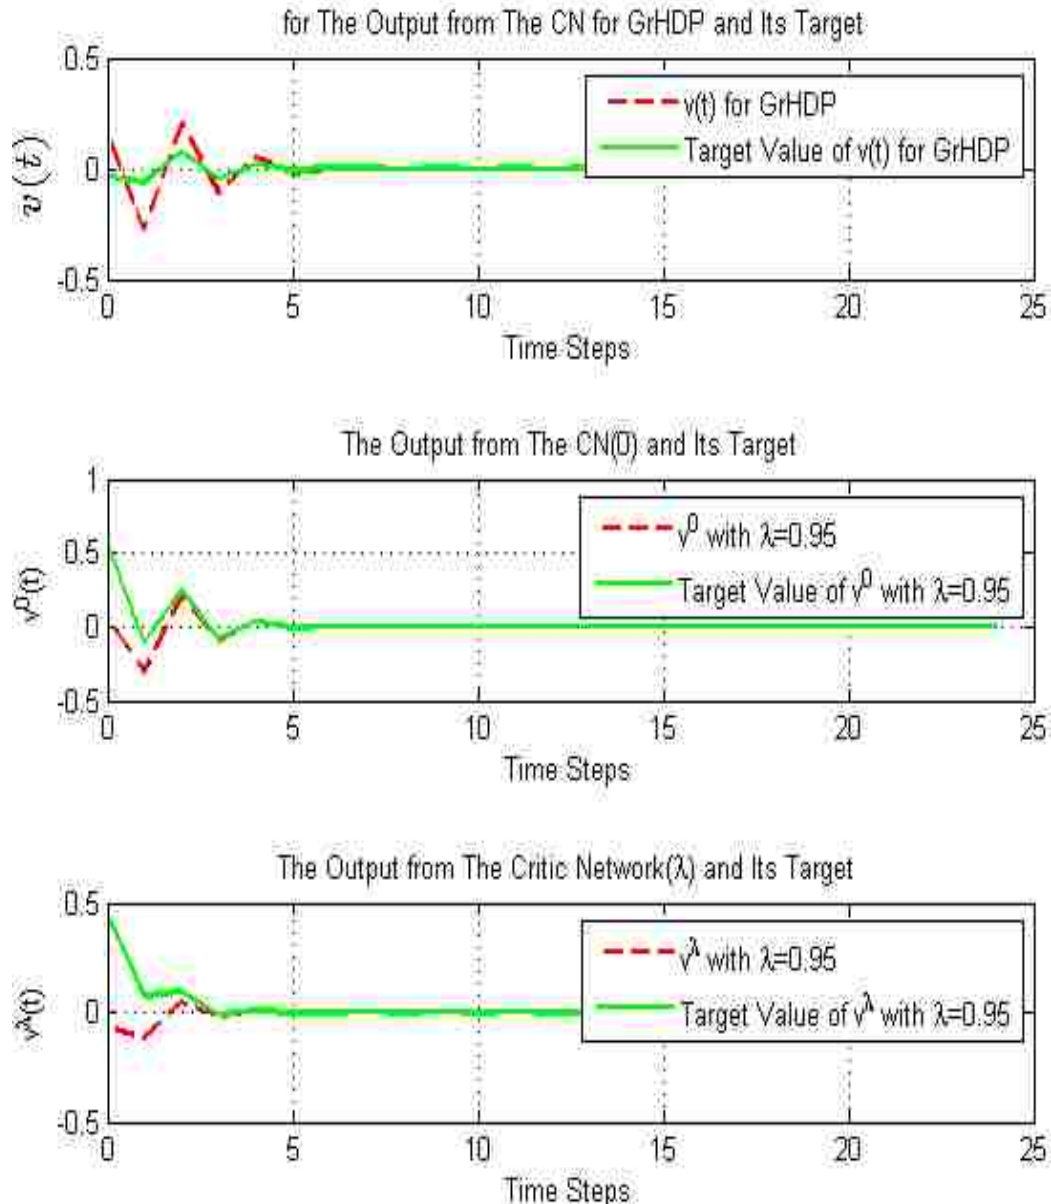 for The Output from The CN for GrHDP and Its Target
0.5
0
-0.5
v(t)
v(t) for GrHDP
Target Value of v(t) for GrHDP
0 5 10 15 20 25
Time Steps
The Output from The CN(0) and Its Target
1
0.5
0
-0.5
v⁰(t)
v⁰ with λ=0.95
Target Value of v⁰ with λ=0.95
0 5 10 15 20 25
Time Steps
The Output from The Critic Network(λ) and Its Target
0.5
0
-0.5
v^λ(t)
v^λ with λ=0.95
Target Value of v^λ with λ=0.95
0 5 10 15 20 25
Time Steps